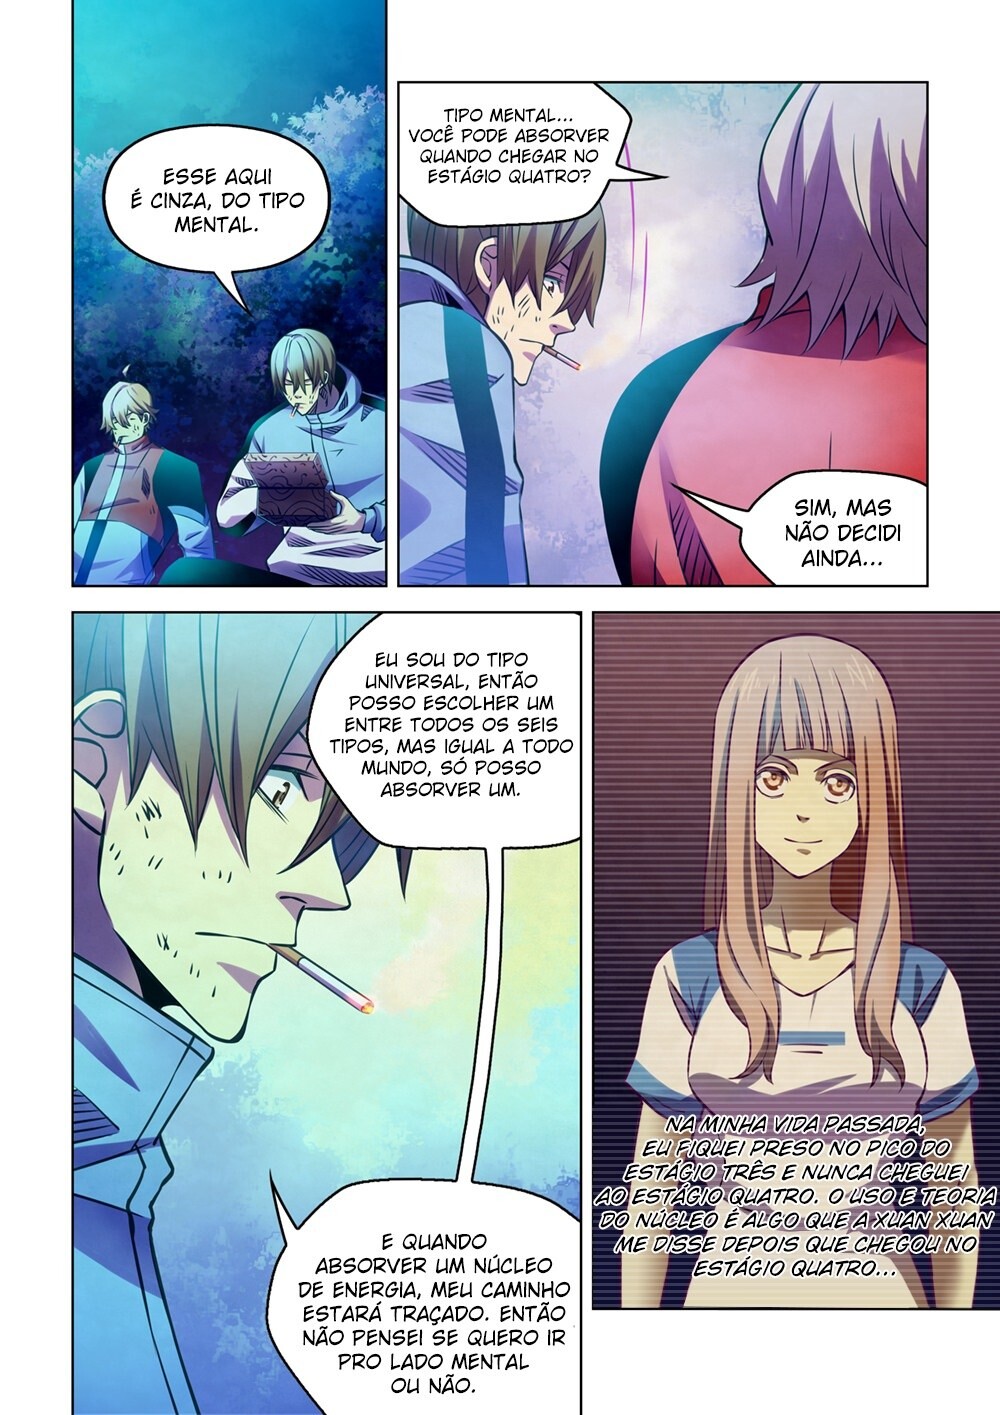 ESSE AQUI
É CINZA, DO TIPO
MENTAL.
TIPO MENTAL...
VOCÊ PODE ABSORVER
QUANDO CHEGAR NO
ESTÁGIO QUATRO?
SIM, MAS
NÃO DECIDI
AINDA...
EU SOU DO TIPO
UNIVERSAL, ENTÃO
POSSO ESCOLHER UM
ENTRE TODOS OS SEIS
TIPOS, MAS IGUAL A TODO
MUNDO, SÓ POSSO
ABSORVER UM.
E QUANDO
ABSORVER UM NÚCLEO
DE ENERGIA, MEU CAMINHO
ESTARÁ TRAÇADO. ENTÃO
NÃO PENSEI SE QUERO IR
PRO LADO MENTAL
OU NÃO.
NA MINHA VIDA PASSADA,
EU FIQUEI PRESO NO PICO DO
ESTÁGIO TRÊS E NUNCA CHEGUEI
AO ESTÁGIO QUATRO. O USO E TEORIA
DO NÚCLEO É ALGO QUE A XUAN XUAN
ME DISSE DEPOIS QUE CHEGOU NO
ESTÁGIO QUATRO...